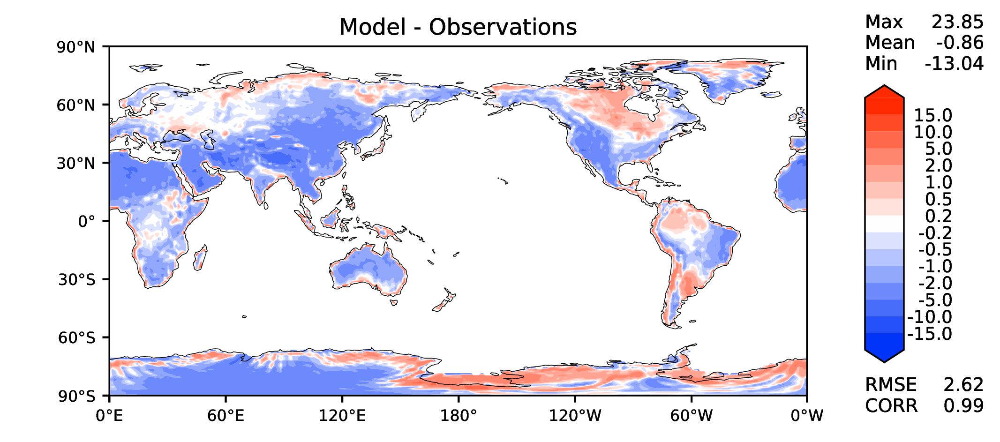 Model - Observations
Max 23.85
Mean -0.86
Min -13.04
90°N
60°N
30°N
0°
30°S
60°S
90°S
0°E 60°E 120°E 180° 120°W 60°W 0°W
15.0
10.0
5.0
2.0
1.0
0.5
0.2
-0.2
-0.5
-1.0
-2.0
-5.0
-10.0
-15.0
RMSE 2.62
CORR 0.99